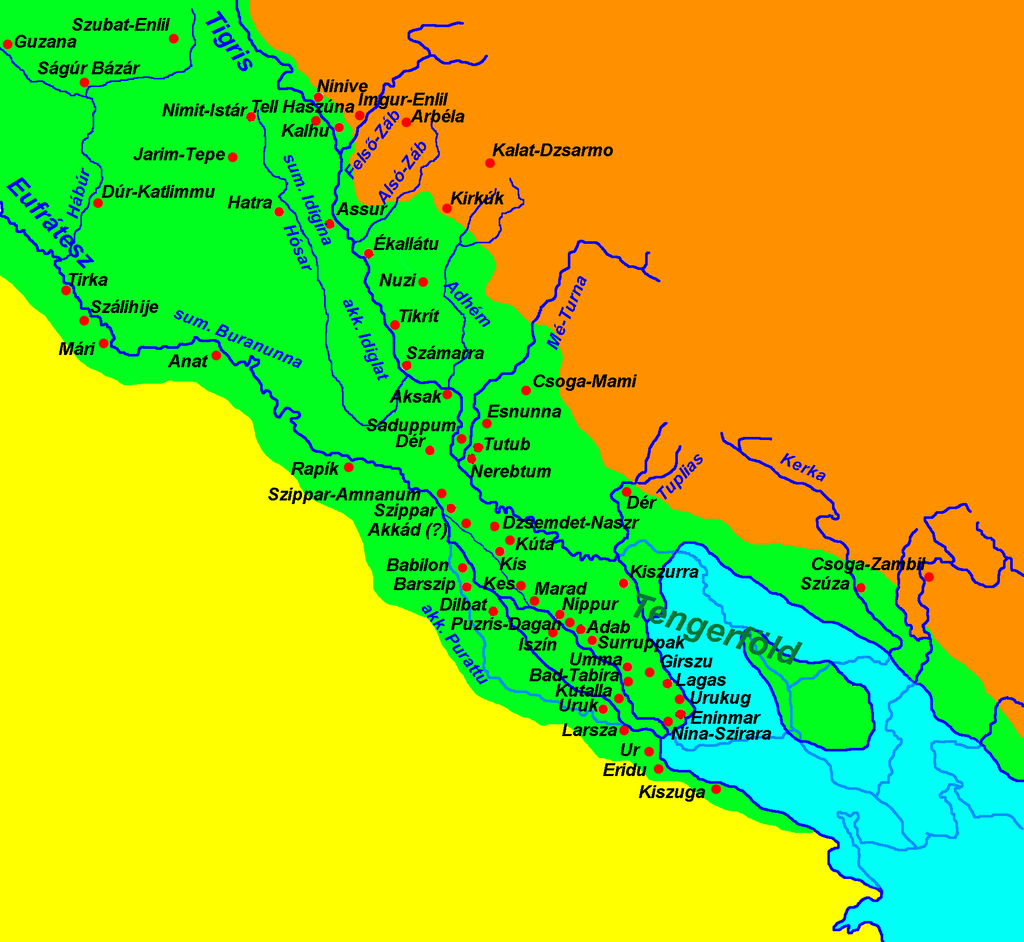 Szubat-Enlil
Tigris
Guzana
Ságúr Bázár
Ninive
Nimit-Istár
Tell Haszúna
Imgur-Enlil
Kalhu
Arbéla
Felső-Záb
Jarim-Tepe
Alsó-Záb
Kalat-Dzsarmo
sum. Idigina
Habúr
Dúr-Katlimmu
Hatra
Kirkúk
Eufrátesz
Assur
Hósar
Ékallátu
Tirka
Nuzi
Adhém
Szálihíje
akk. Idiglat
Tikrít
Mé-Turna
sum. Buranunna
Mári
Anat
Számarra
Csoga-Mami
Aksak
Esnunna
Saduppum
Dér
Tutub
Rapík
Nerebtum
Kerka
Tuplias
Szippar-Amnanum
Dér
Szippar
Akkád (?)
Dzsemdet-Naszr
Kúta
Kis
Babilon
Csoga-Zambil
Kiszurra
Barszip
Kes
Marad
Szúza
Dilbat
Nippur
Tengerföld
akk. Purattu
Puzris-Dagan
Adab
Iszin
Surruppak
Umma
Girszu
Bad-Tabira
Lagas
Kutalla
Urukug
Uruk
Eninmar
Larsza
Nina-Szirara
Ur
Eridu
Kiszuga